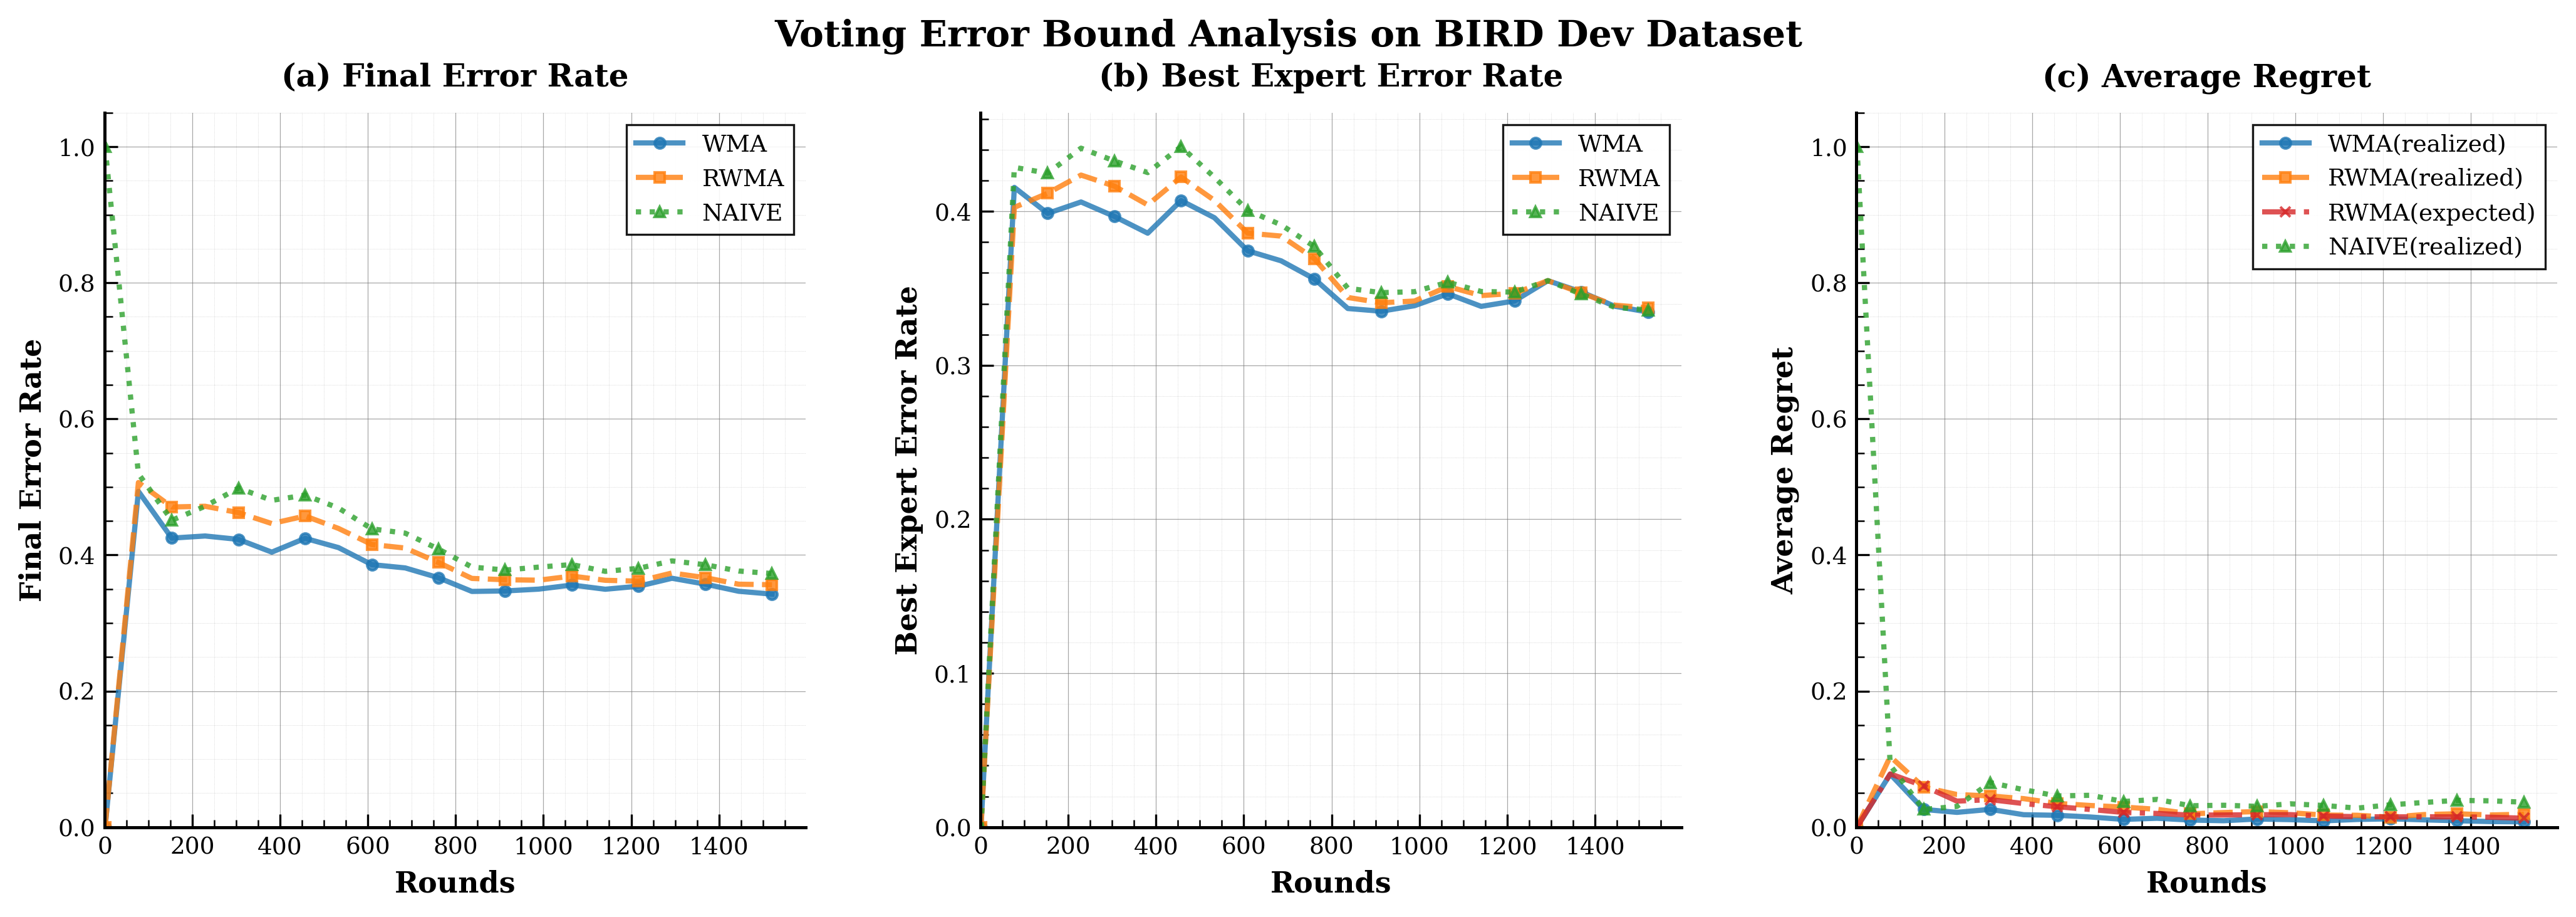 Voting Error Bound Analysis on BIRD Dev Dataset
(a) Final Error Rate
Final Error Rate
1.0
0.8
0.6
0.4
0.2
0.0
0 200 400 600 800 1000 1200 1400
Rounds
WMA
RWMA
NAIVE
(b) Best Expert Error Rate
Best Expert Error Rate
0.4
0.3
0.2
0.1
0.0
0 200 400 600 800 1000 1200 1400
Rounds
WMA
RWMA
NAIVE
(c) Average Regret
Average Regret
1.0
0.8
0.6
0.4
0.2
0.0
0 200 400 600 800 1000 1200 1400
Rounds
WMA(realized)
RWMA(realized)
RWMA(expected)
NAIVE(realized)